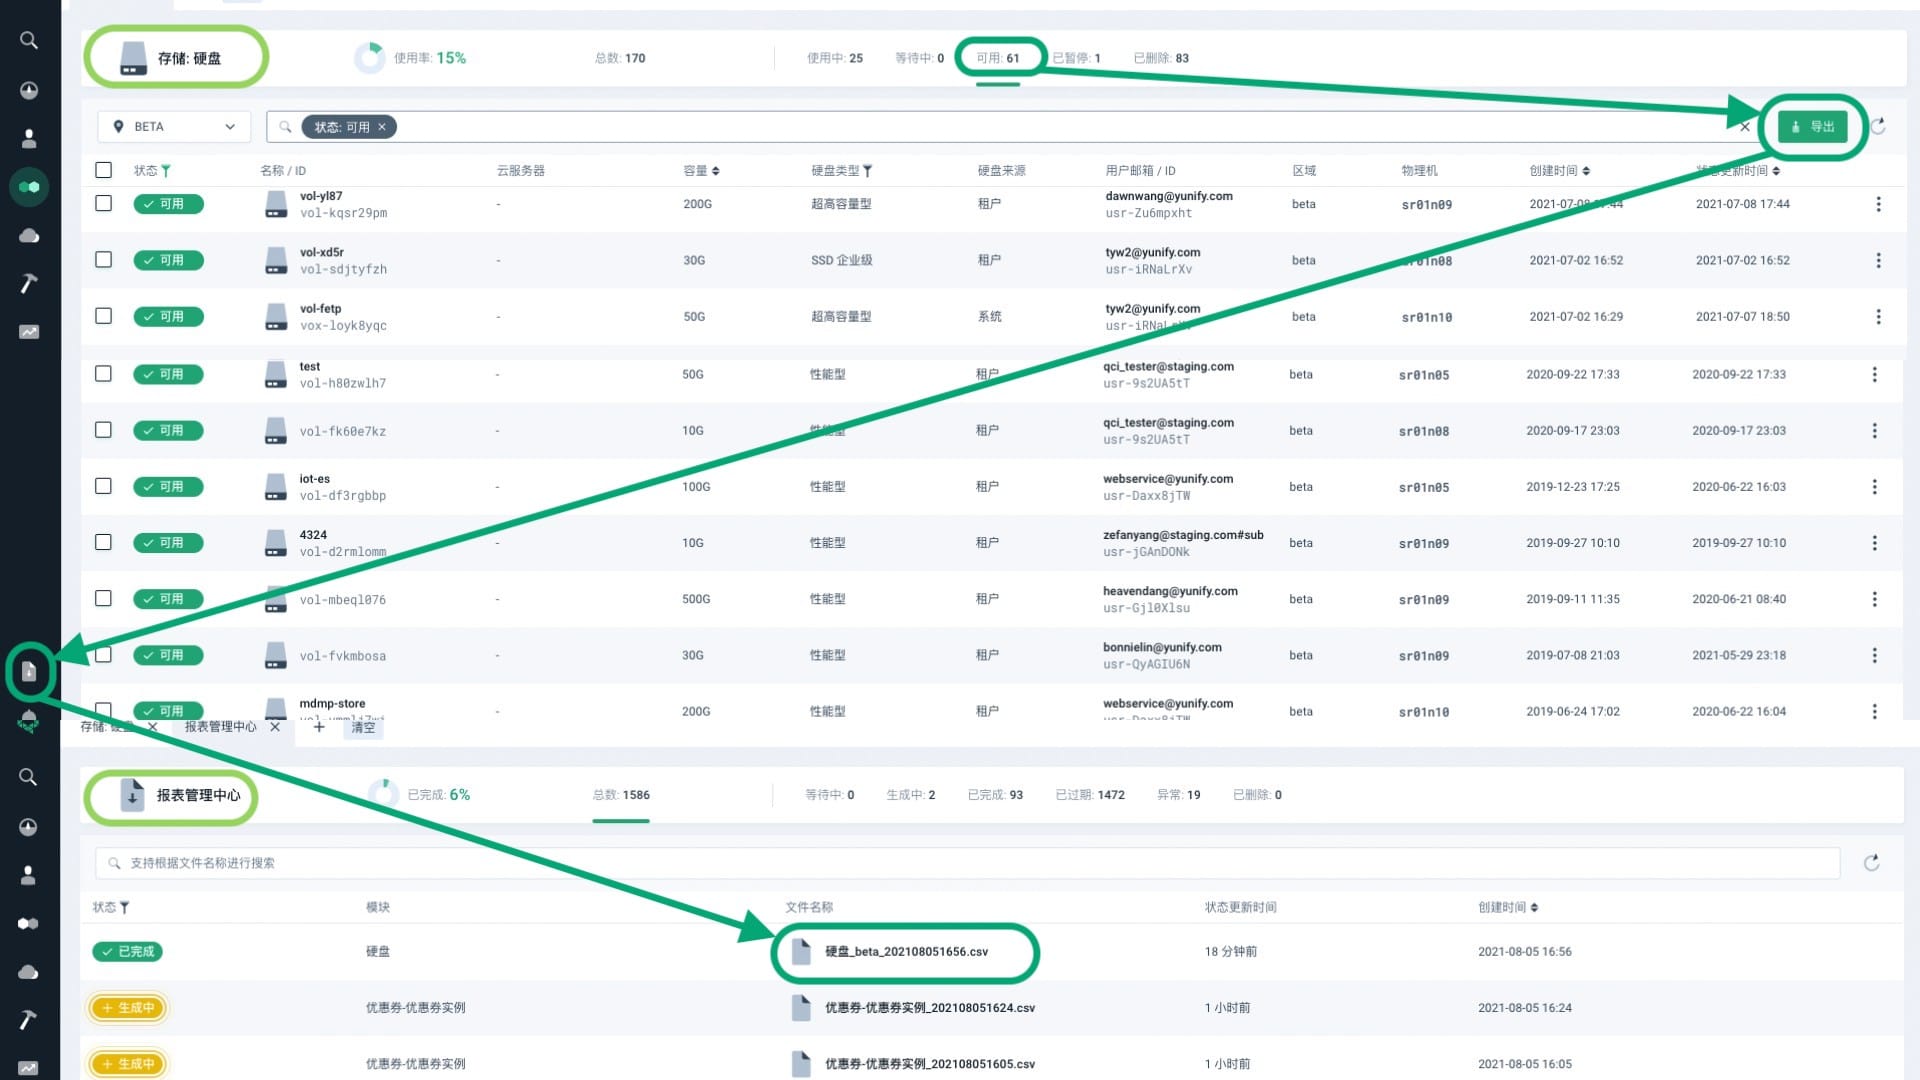 存储: 硬盘 使用率: 15% 总数: 170 使用中: 25 等待中: 0 可用: 61 已暂停: 1 已删除: 83
BETA 状态: 可用 × × 导出
状态 名称 / ID 云服务器 容量 硬盘类型 硬盘来源 用户邮箱 / ID 区域 物理机 创建时间 状态更新时间
可用 vol-yl87 - 200G 超高容量型 租户 dawnwang@yunify.com beta sr01n09 2021-07-08 17:44 2021-07-08 17:44
vol-kqsr29pm usr-Zu6mpxht
可用 vol-xd5r - 30G SSD 企业级 租户 tyw2@yunify.com beta sr01n08 2021-07-02 16:52 2021-07-02 16:52
vol-sdjtyfzh usr-iRNaLrXv
可用 vol-fetp - 50G 超高容量型 系统 tyw2@yunify.com beta sr01n10 2021-07-02 16:29 2021-07-07 18:50
vox-loyk8yqc usr-iRNaLrXv
可用 test - 50G 性能型 租户 qci_tester@staging.com beta sr01n05 2020-09-22 17:33 2020-09-22 17:33
vol-h80zwlh7 usr-9s2UA5tT
可用 vol-fk60e7kz - 10G 性能型 租户 qci_tester@staging.com beta sr01n08 2020-09-17 23:03 2020-09-17 23:03
usr-9s2UA5tT
可用 iot-es - 100G 性能型 租户 webservice@yunify.com beta sr01n05 2019-12-23 17:25 2020-06-22 16:03
vol-df3rgbbp usr-Daxx8jTW
可用 4324 - 10G 性能型 租户 zefanyang@staging.com#sub beta sr01n09 2019-09-27 10:10 2019-09-27 10:10
vol-d2rmlomm usr-jGAnDONk
可用 vol-mbeql076 - 500G 性能型 租户 heavendang@yunify.com beta sr01n09 2019-09-11 11:35 2020-06-21 08:40
usr-Gjl0Xlsu
可用 vol-fvkmbosa - 30G 性能型 租户 bonnielin@yunify.com beta sr01n09 2019-07-08 21:03 2021-05-29 23:18
usr-QyAGIU6N
可用 mdmp-store - 200G 性能型 租户 webservice@yunify.com beta sr01n10 2019-06-24 17:02 2020-06-22 16:04
usr-Daxx8jTW
存储: 硬盘 × 报表管理中心 × + 清空
报表管理中心 已完成: 6% 总数: 1586 等待中: 0 生成中: 2 已完成: 93 已过期: 1472 异常: 19 已删除: 0
支持根据文件名称进行搜索
状态 模块 文件名称 状态更新时间 创建时间
已完成 硬盘 硬盘_beta_202108051656.csv 18 分钟前 2021-08-05 16:56
生成中 优惠券-优惠券实例 优惠券-优惠券实例_202108051624.csv 1 小时前 2021-08-05 16:24
生成中 优惠券-优惠券实例 优惠券-优惠券实例_202108051605.csv 1 小时前 2021-08-05 16:05